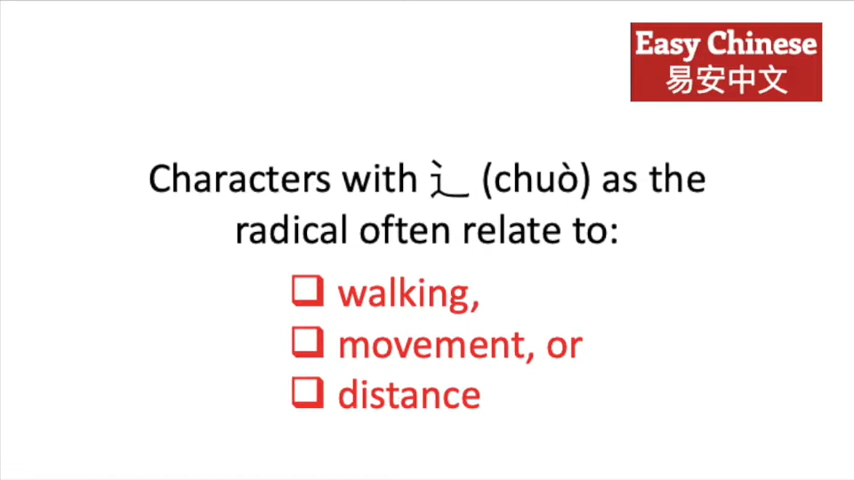 Easy Chinese
易安中文
Characters with 辶 (chuò) as the
radical often relate to:
walking,
movement, or
distance